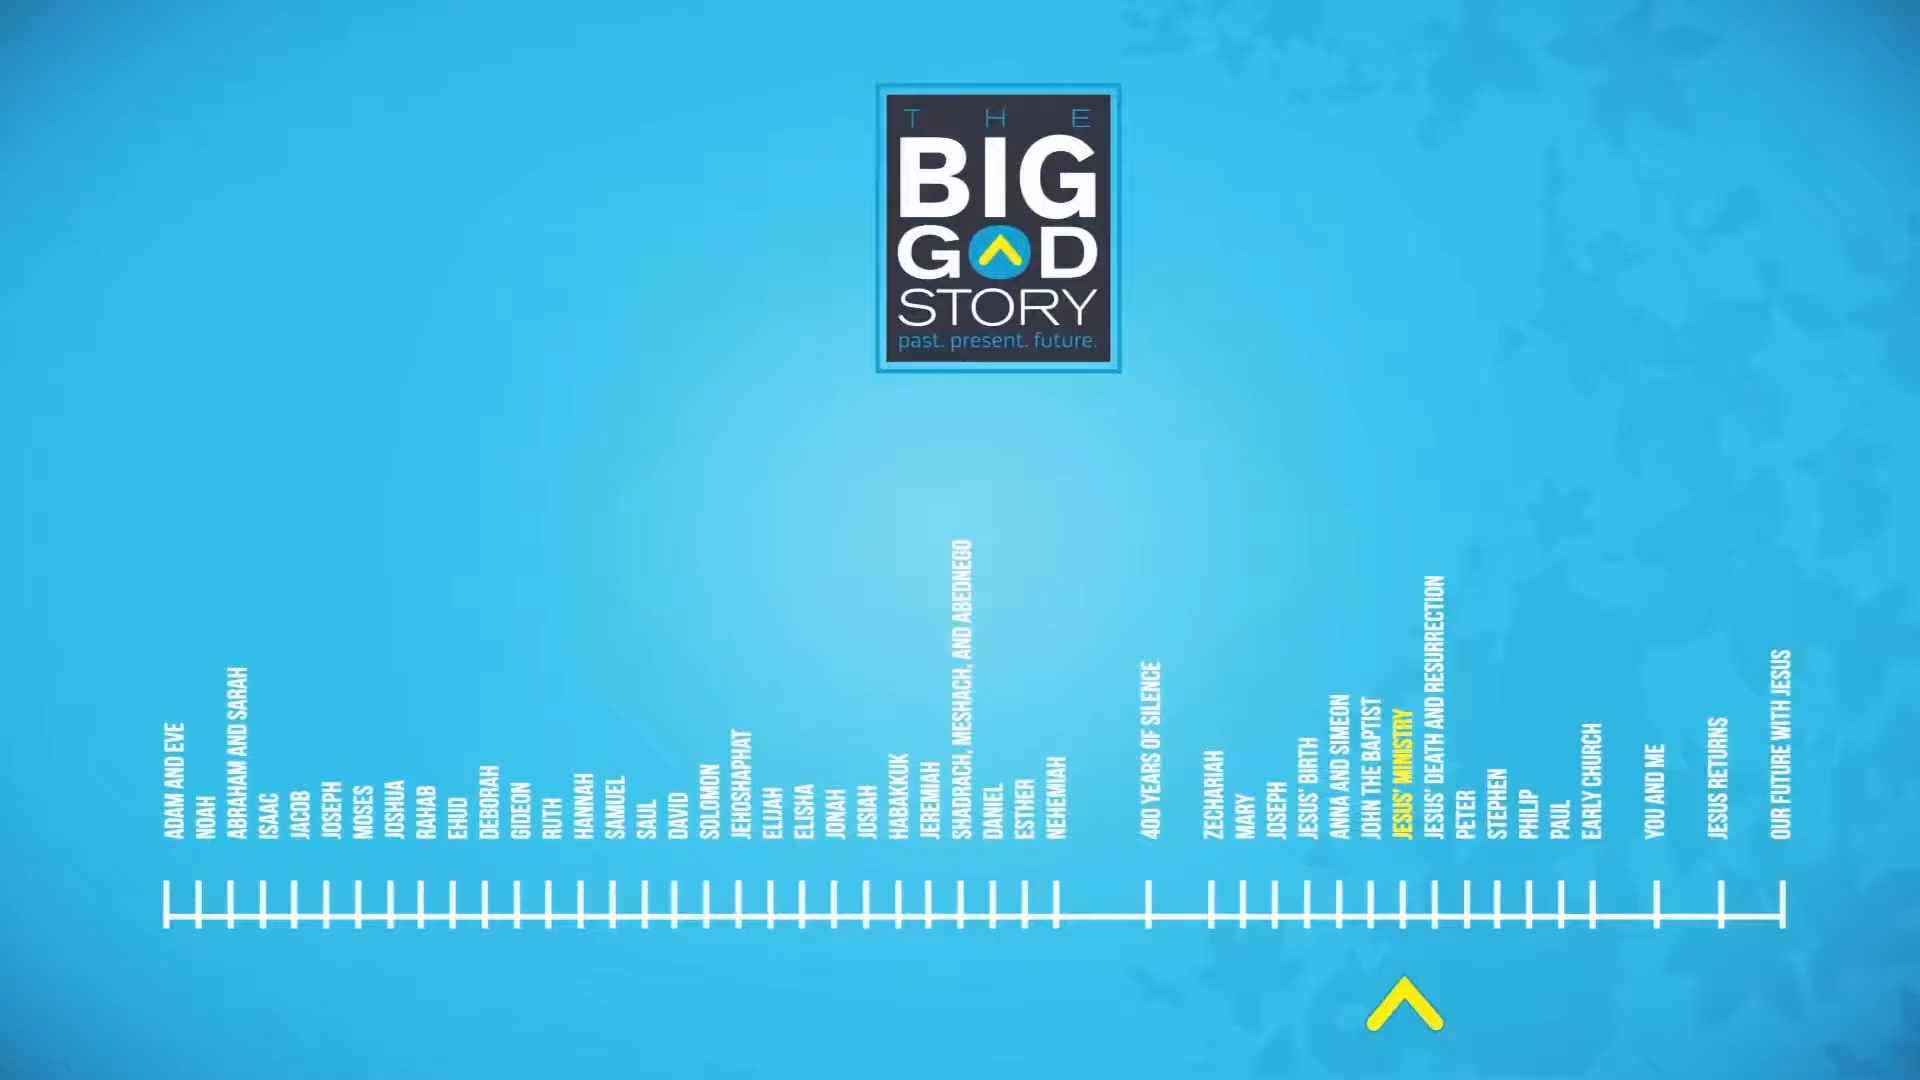 THE
BIG
GOD
STORY
past. present. future.
ADAM AND EVE
NOAH
ABRAHAM AND SARAH
ISAAC
JACOB
JOSEPH
MOSES
JOSHUA
RAHAB
EHUD
DEBORAH
GIDEON
RUTH
HANNAH
SAMUEL
SAUL
DAVID
SOLOMON
JEHOSHAPHAT
ELIJAH
ELISHA
JONAH
JOSIAH
HABAKKUK
JEREMIAH
SHADRACH, MESHACH, AND ABEDNEGO
DANIEL
ESTHER
NEHEMIAH
400 YEARS OF SILENCE
ZECHARIAH
MARY
JOSEPH
JESUS' BIRTH
ANNA AND SIMEON
JOHN THE BAPTIST
JESUS' MINISTRY
JESUS' DEATH AND RESURRECTION
PETER
STEPHEN
PHILIP
PAUL
EARLY CHURCH
YOU AND ME
JESUS RETURNS
OUR FUTURE WITH JESUS